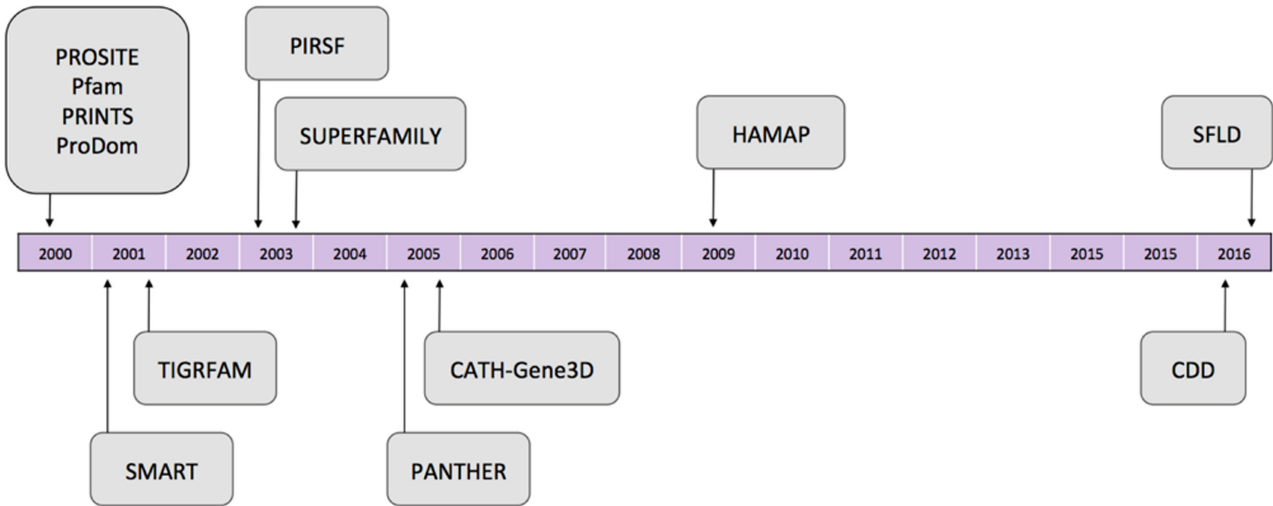 PROSITE
Pfam
PRINTS
ProDom
PIRSF
SUPERFAMILY
HAMAP
SFLD
2000 2001 2002 2003 2004 2005 2006 2007 2008 2009 2010 2011 2012 2013 2015 2015 2016
TIGRFAM
CATH-Gene3D
CDD
SMART
PANTHER